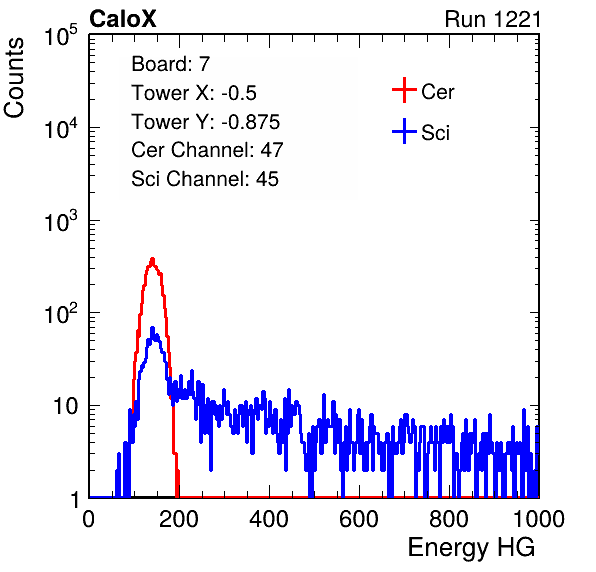 CaloX Run 1221
Counts
Board: 7
Tower X: -0.5
Tower Y: -0.875
Cer Channel: 47
Sci Channel: 45
Cer
Sci
10^5
10^4
10^3
10^2
10
1
0 200 400 600 800 1000
Energy HG